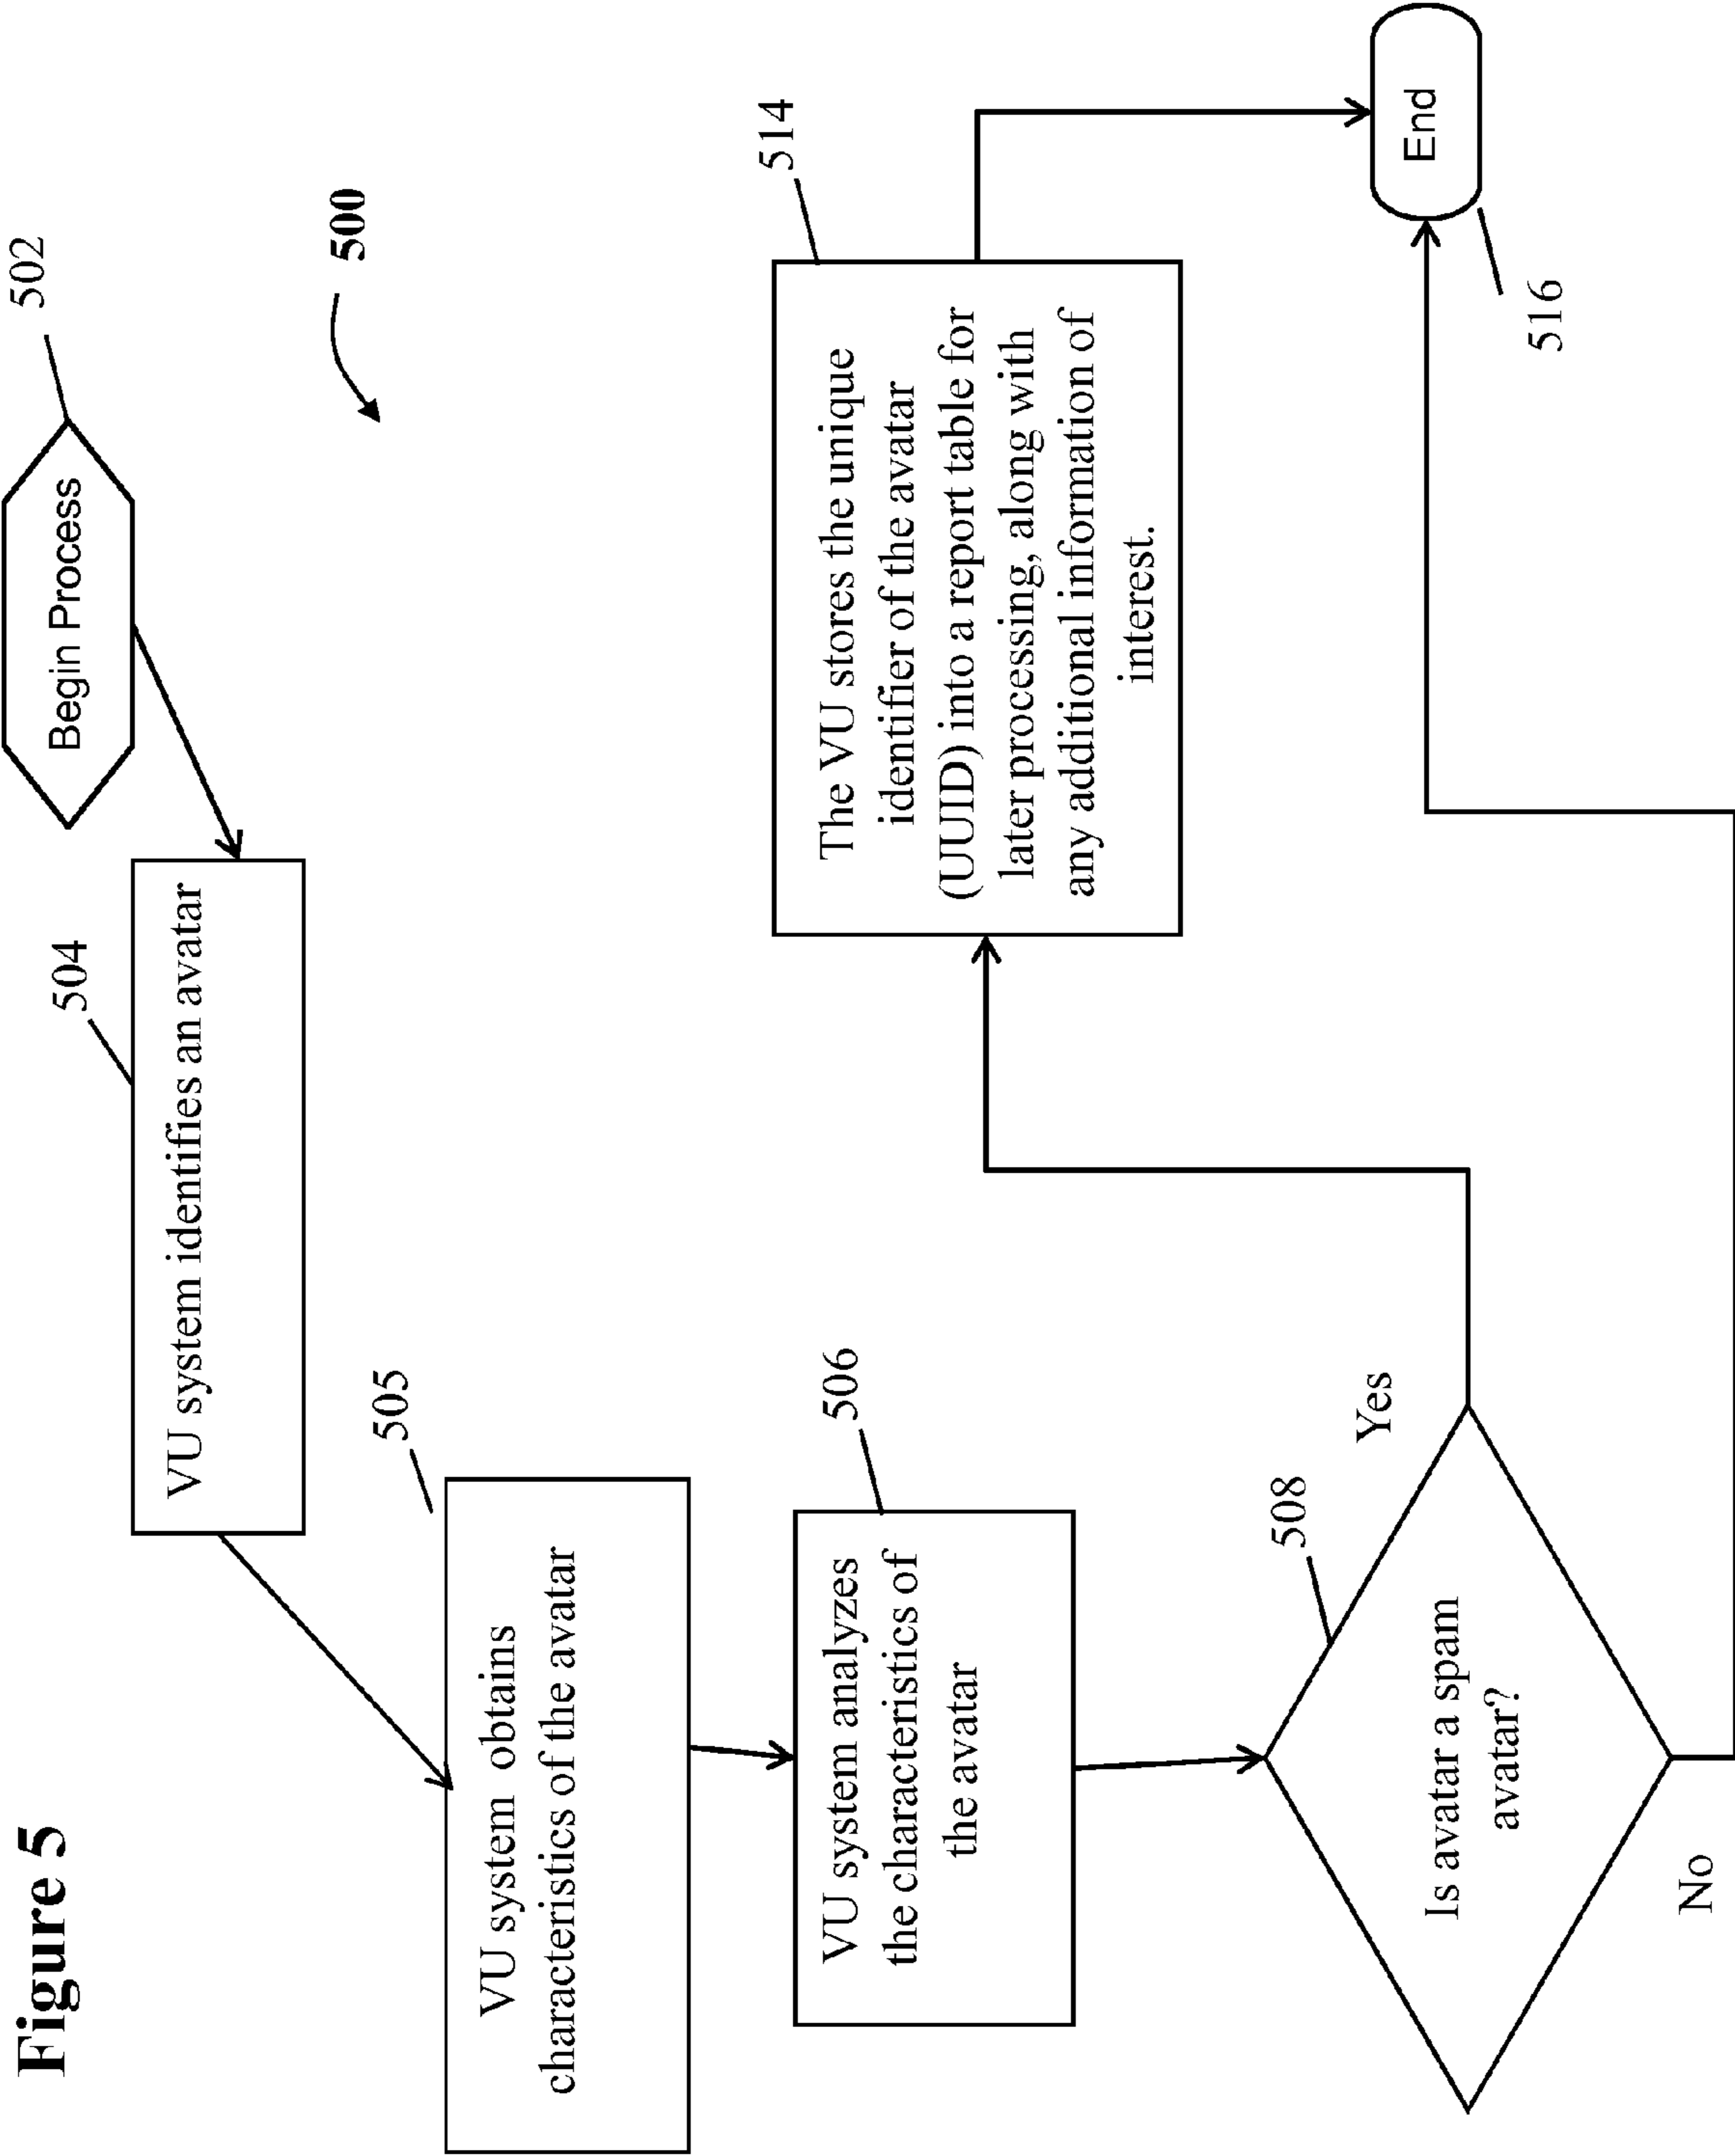 Figure 5
502
Begin Process
500
504
VU system identifies an avatar
505
VU system obtains
characteristics of the avatar
506
VU system analyzes
the characteristics of
the avatar
508
Is avatar a spam
avatar?
Yes
No
514
The VU stores the unique
identifier of the avatar
(UUID) into a report table for
later processing, along with
any additional information of
interest.
End
516